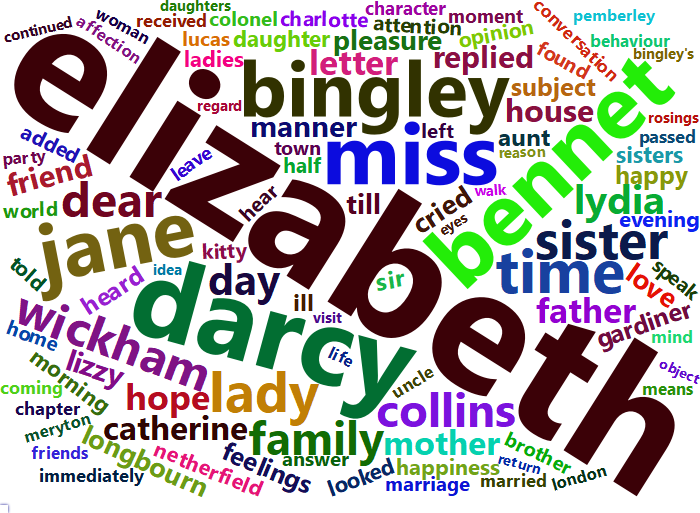 daughters
continued
woman
affection
received
colonel
charlotte
character
moment
conversation
pemberley
lucas
daughter
attention
opinion
behaviour
ladies
pleasure
found
bingley's
elizabeth
letter
replied
regard
bingley
subject
bennet
house
rosings
manner
left
aunt
passed
added
town
miss
reason
sisters
party
friend
leave
half
happy
walk
world
dear
hear
till
cried
eyes
lydia
evening
jane
kitty
sister
told
idea
day
sir
time
speak
heard
love
darcy
ill
father
gardiner
wickham
visit
home
mind
life
object
lizzy
morning
uncle
means
coming
hope
lady
chapter
collins
meryton
catherine
family
mother
brother
longbourn
friends
netherfield
feelings
answer
looked
happiness
return
immediately
marriage
married
london